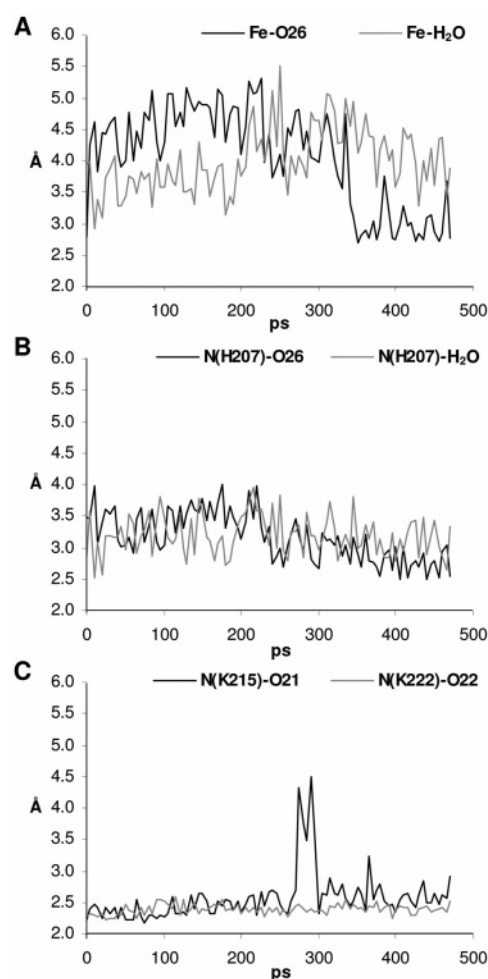 A
Fe-O26 Fe-H₂O
6.0
5.5
5.0
4.5
4.0
Å
3.5
3.0
2.5
2.0
0 100 200 300 400 500
ps
B
N(H207)-O26 N(H207)-H₂O
6.0
5.5
5.0
4.5
4.0
Å
3.5
3.0
2.5
2.0
0 100 200 300 400 500
ps
C
N(K215)-O21 N(K222)-O22
6.0
5.5
5.0
4.5
4.0
Å
3.5
3.0
2.5
2.0
0 100 200 300 400 500
ps